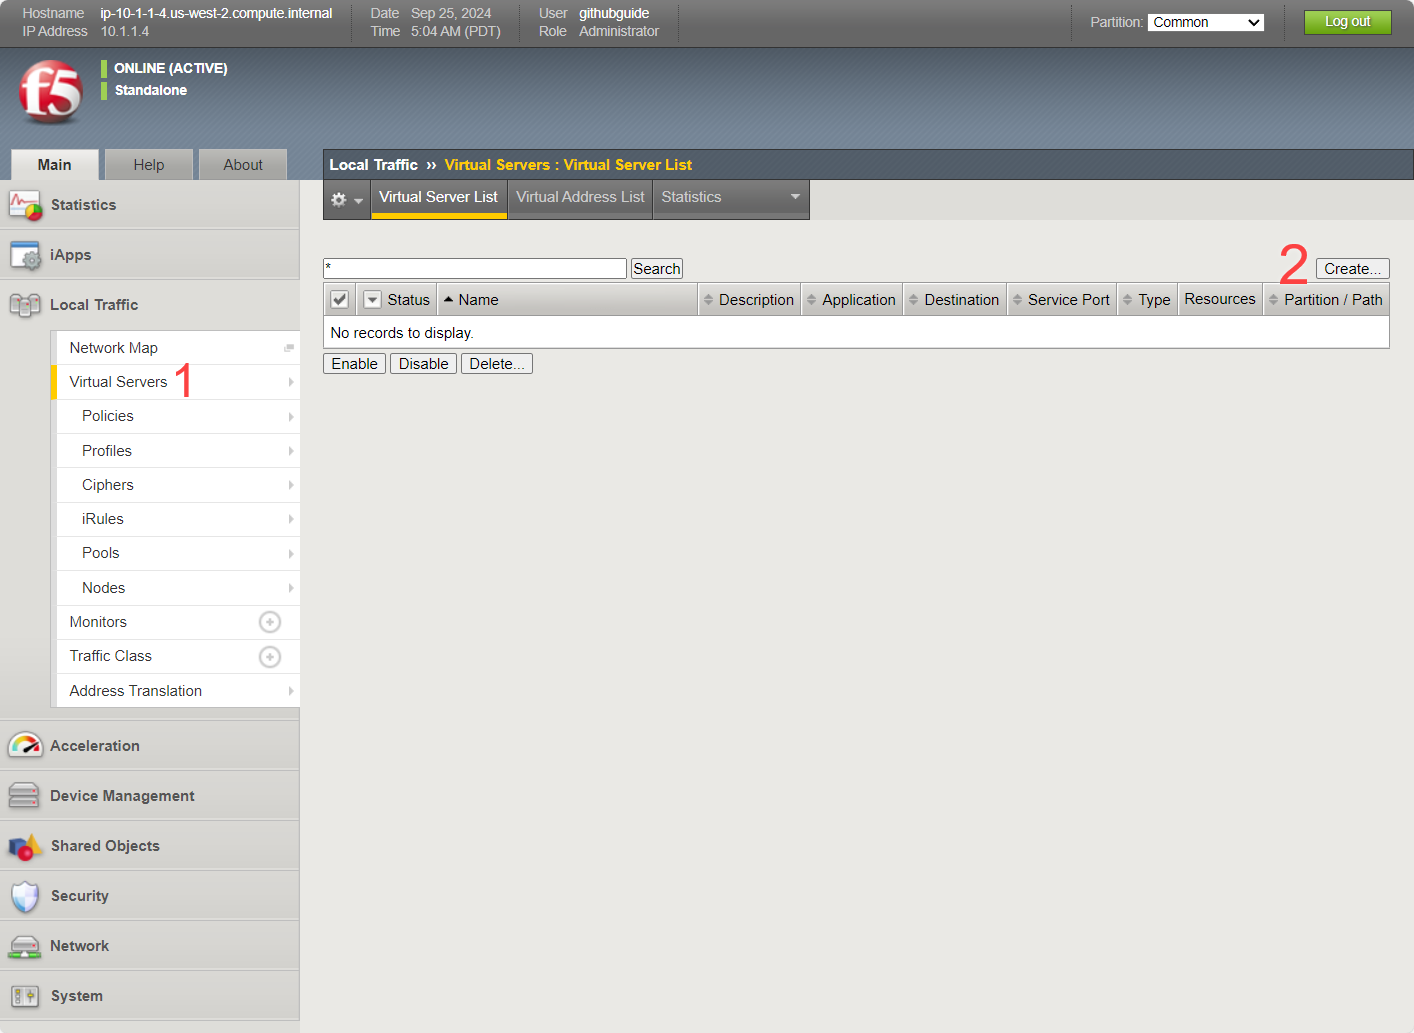 Hostname ip-10-1-1-4.us-west-2.compute.internal Date Sep 25, 2024 User githubguide
IP Address 10.1.1.4 Time 5:04 AM (PDT) Role Administrator
Partition: Common Log out
f5
ONLINE (ACTIVE)
Standalone
Main Help About
Local Traffic ›› Virtual Servers : Virtual Server List
Virtual Server List Virtual Address List Statistics
Statistics
iApps
Local Traffic
Network Map
Virtual Servers 1
Policies
Profiles
Ciphers
iRules
Pools
Nodes
Monitors
Traffic Class
Address Translation
Acceleration
Device Management
Shared Objects
Security
Network
System
* Search 2 Create...
Status Name Description Application Destination Service Port Type Resources Partition / Path
No records to display.
Enable Disable Delete...